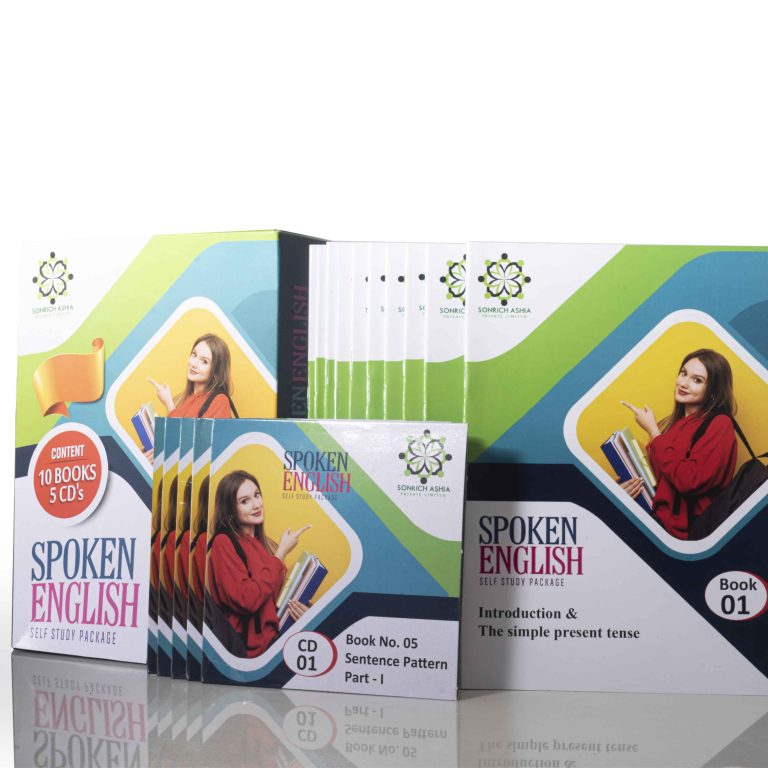 SONRICH ASHIA
PRIVATE LIMITED
CONTENT
10 BOOKS
5 CD's
SPOKEN
ENGLISH
SELF STUDY PACKAGE
SPOKEN ENGLISH
SPOKEN
ENGLISH
SELF STUDY PACKAGE
SONRICH ASHIA
PRIVATE LIMITED
CD
01
Book No. 05
Sentence Pattern
Part - I
SONRICH ASHIA
PRIVATE LIMITED
SPOKEN
ENGLISH
SELF STUDY PACKAGE
Introduction &
The simple present tense
Book
01